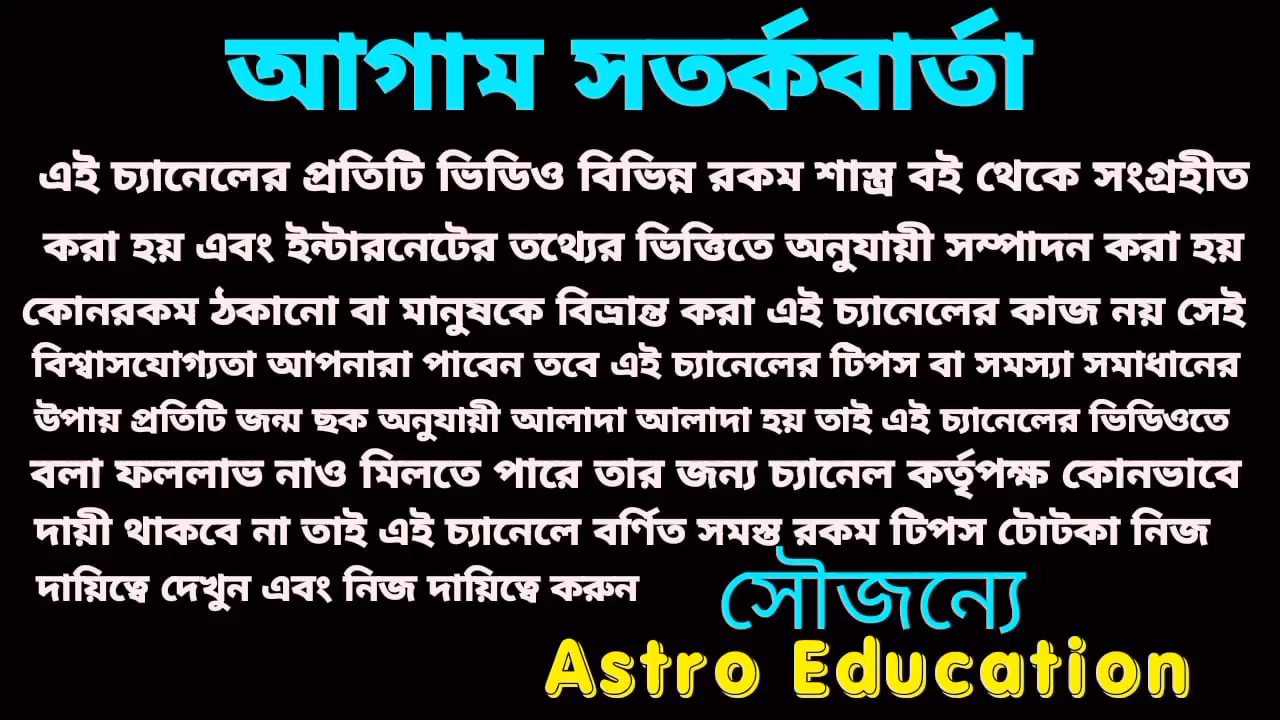 আগাম সতর্কবার্তা
এই চ্যানেলের প্রতিটি ভিডিও বিভিন্ন রকম শাস্ত্র বই থেকে সংগ্রহীত
করা হয় এবং ইন্টারনেটের তথ্যের ভিত্তিতে অনুযায়ী সম্পাদন করা হয়
কোনরকম ঠকানো বা মানুষকে বিভ্রান্ত করা এই চ্যানেলের কাজ নয় সেই
বিশ্বাসযোগ্যতা আপনারা পাবেন তবে এই চ্যানেলের টিপস বা সমস্যা সমাধানের
উপায় প্রতিটি জন্ম ছক অনুযায়ী আলাদা আলাদা হয় তাই এই চ্যানেলের ভিডিওতে
বলা ফললাভ নাও মিলতে পারে তার জন্য চ্যানেল কর্তৃপক্ষ কোনভাবে
দায়ী থাকবে না তাই এই চ্যানেলে বর্ণিত সমস্ত রকম টিপস টোটকা নিজ
দায়িত্বে দেখুন এবং নিজ দায়িত্বে করুন
সৌজন্যে
Astro Education